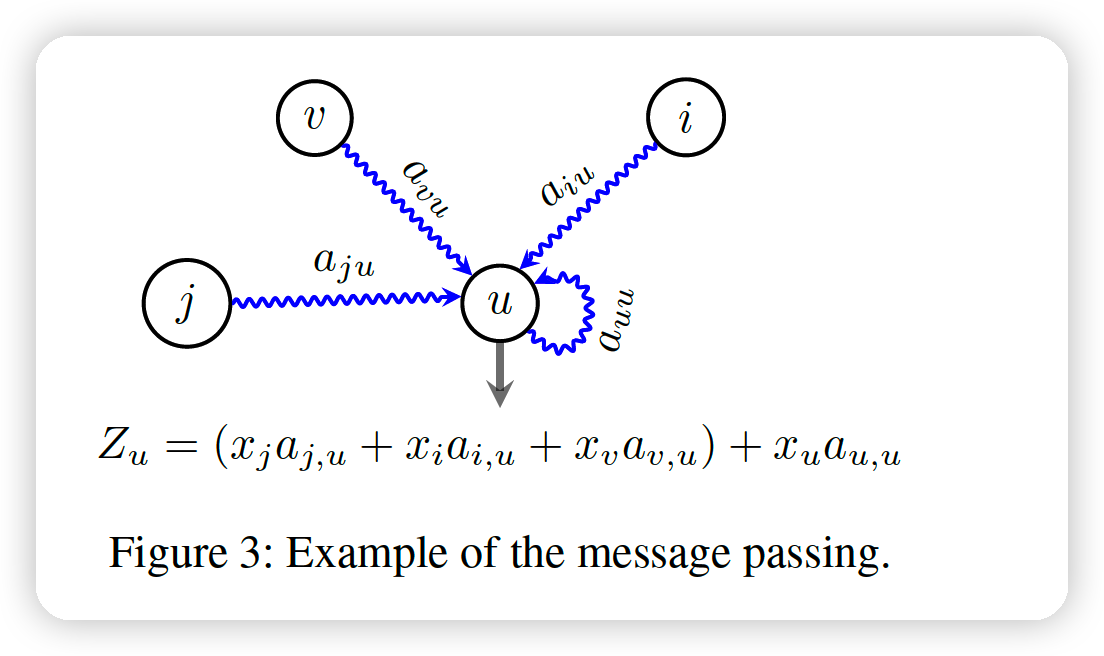 v
i
a_{vu}
a_{iu}
a_{ju}
j
u
a_{uu}
Z_u = (x_j a_{j,u} + x_i a_{i,u} + x_v a_{v,u}) + x_u a_{u,u}
Figure 3: Example of the message passing.